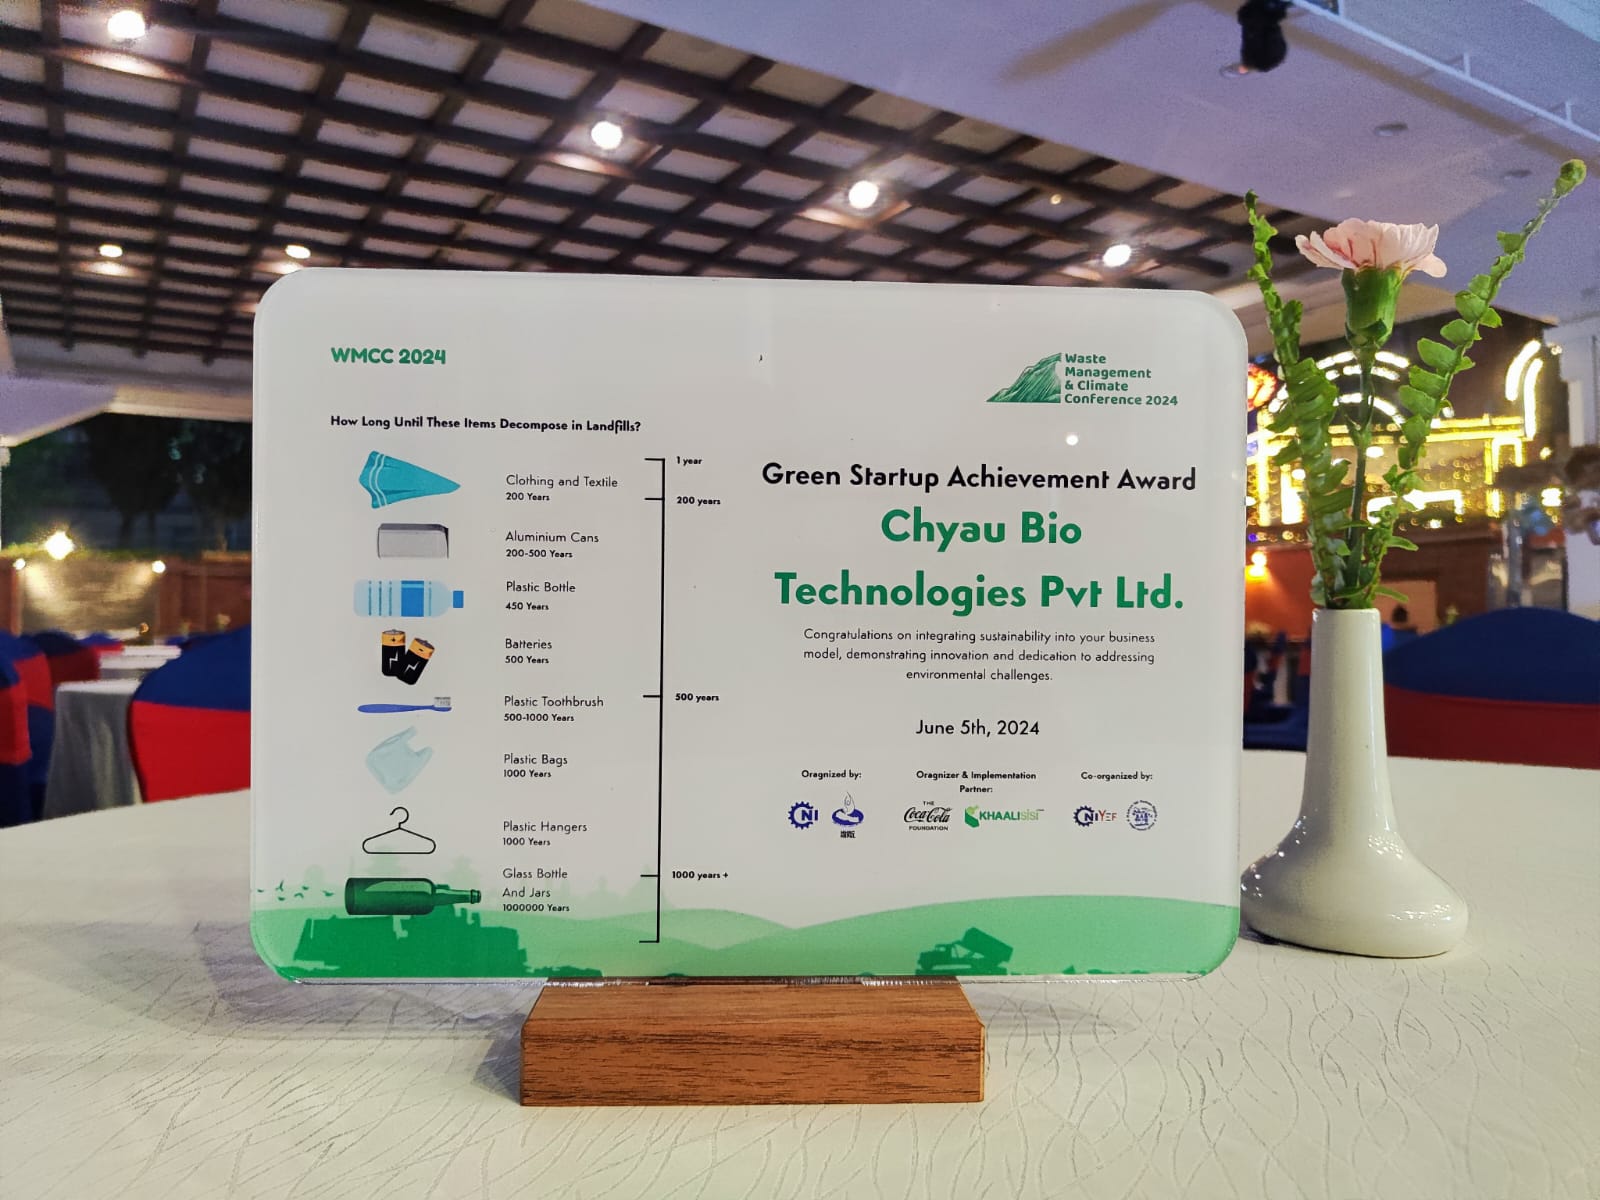 WMCC 2024
Waste
Management
& Climate
Conference 2024
How Long Until These Items Decompose in Landfills?
Clothing and Textile
200 Years
Aluminium Cans
200-500 Years
Plastic Bottle
450 Years
Batteries
500 Years
Plastic Toothbrush
500-1000 Years
Plastic Bags
1000 Years
Plastic Hangers
1000 Years
Glass Bottle
And Jars
1000000 Years
1 year
200 years
500 years
1000 years +
Green Startup Achievement Award
Chyau Bio
Technologies Pvt Ltd.
Congratulations on integrating sustainability into your business
model, demonstrating innovation and dedication to addressing
environmental challenges.
June 5th, 2024
Oragnized by:
CNI
Oragnizer & Implementation
Partner:
THE
Coca-Cola
FOUNDATION
KHAALISISI
Co-organized by:
CNIYEF